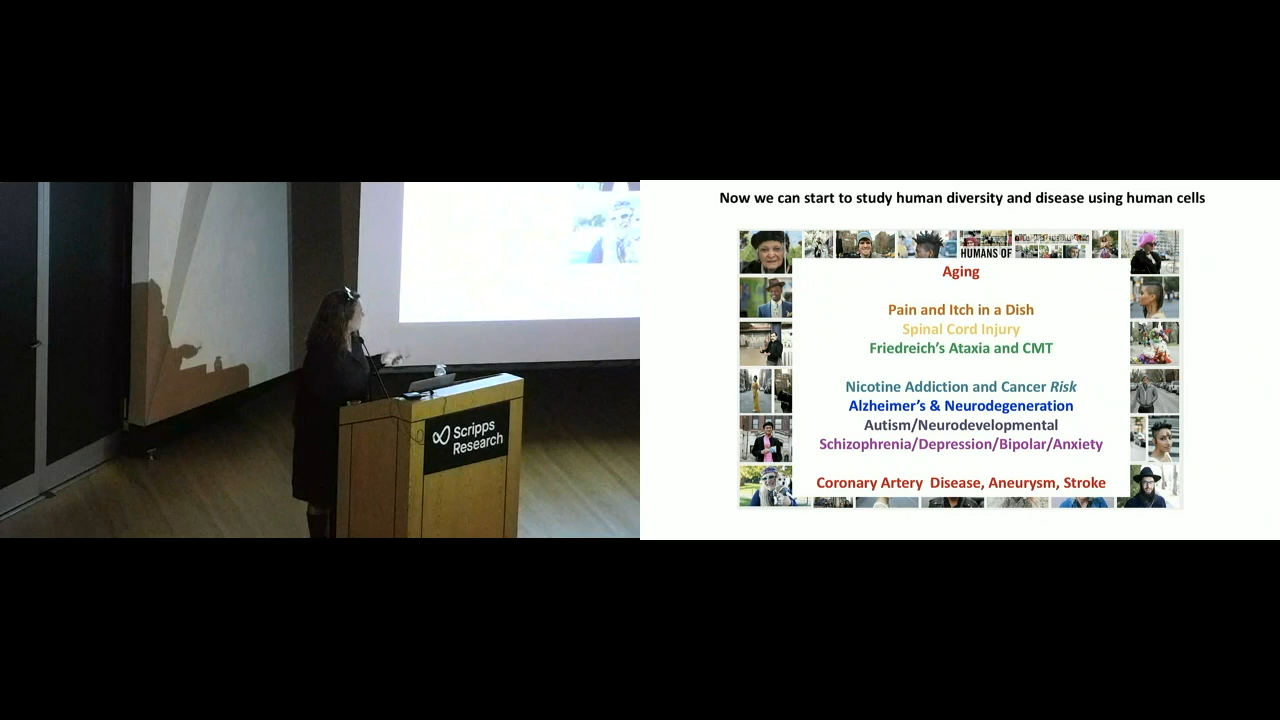 Scripps
Research
Now we can start to study human diversity and disease using human cells
HUMANS OF
Aging
Pain and Itch in a Dish
Spinal Cord Injury
Friedreich's Ataxia and CMT
Nicotine Addiction and Cancer Risk
Alzheimer's & Neurodegeneration
Autism/Neurodevelopmental
Schizophrenia/Depression/Bipolar/Anxiety
Coronary Artery Disease, Aneurysm, Stroke